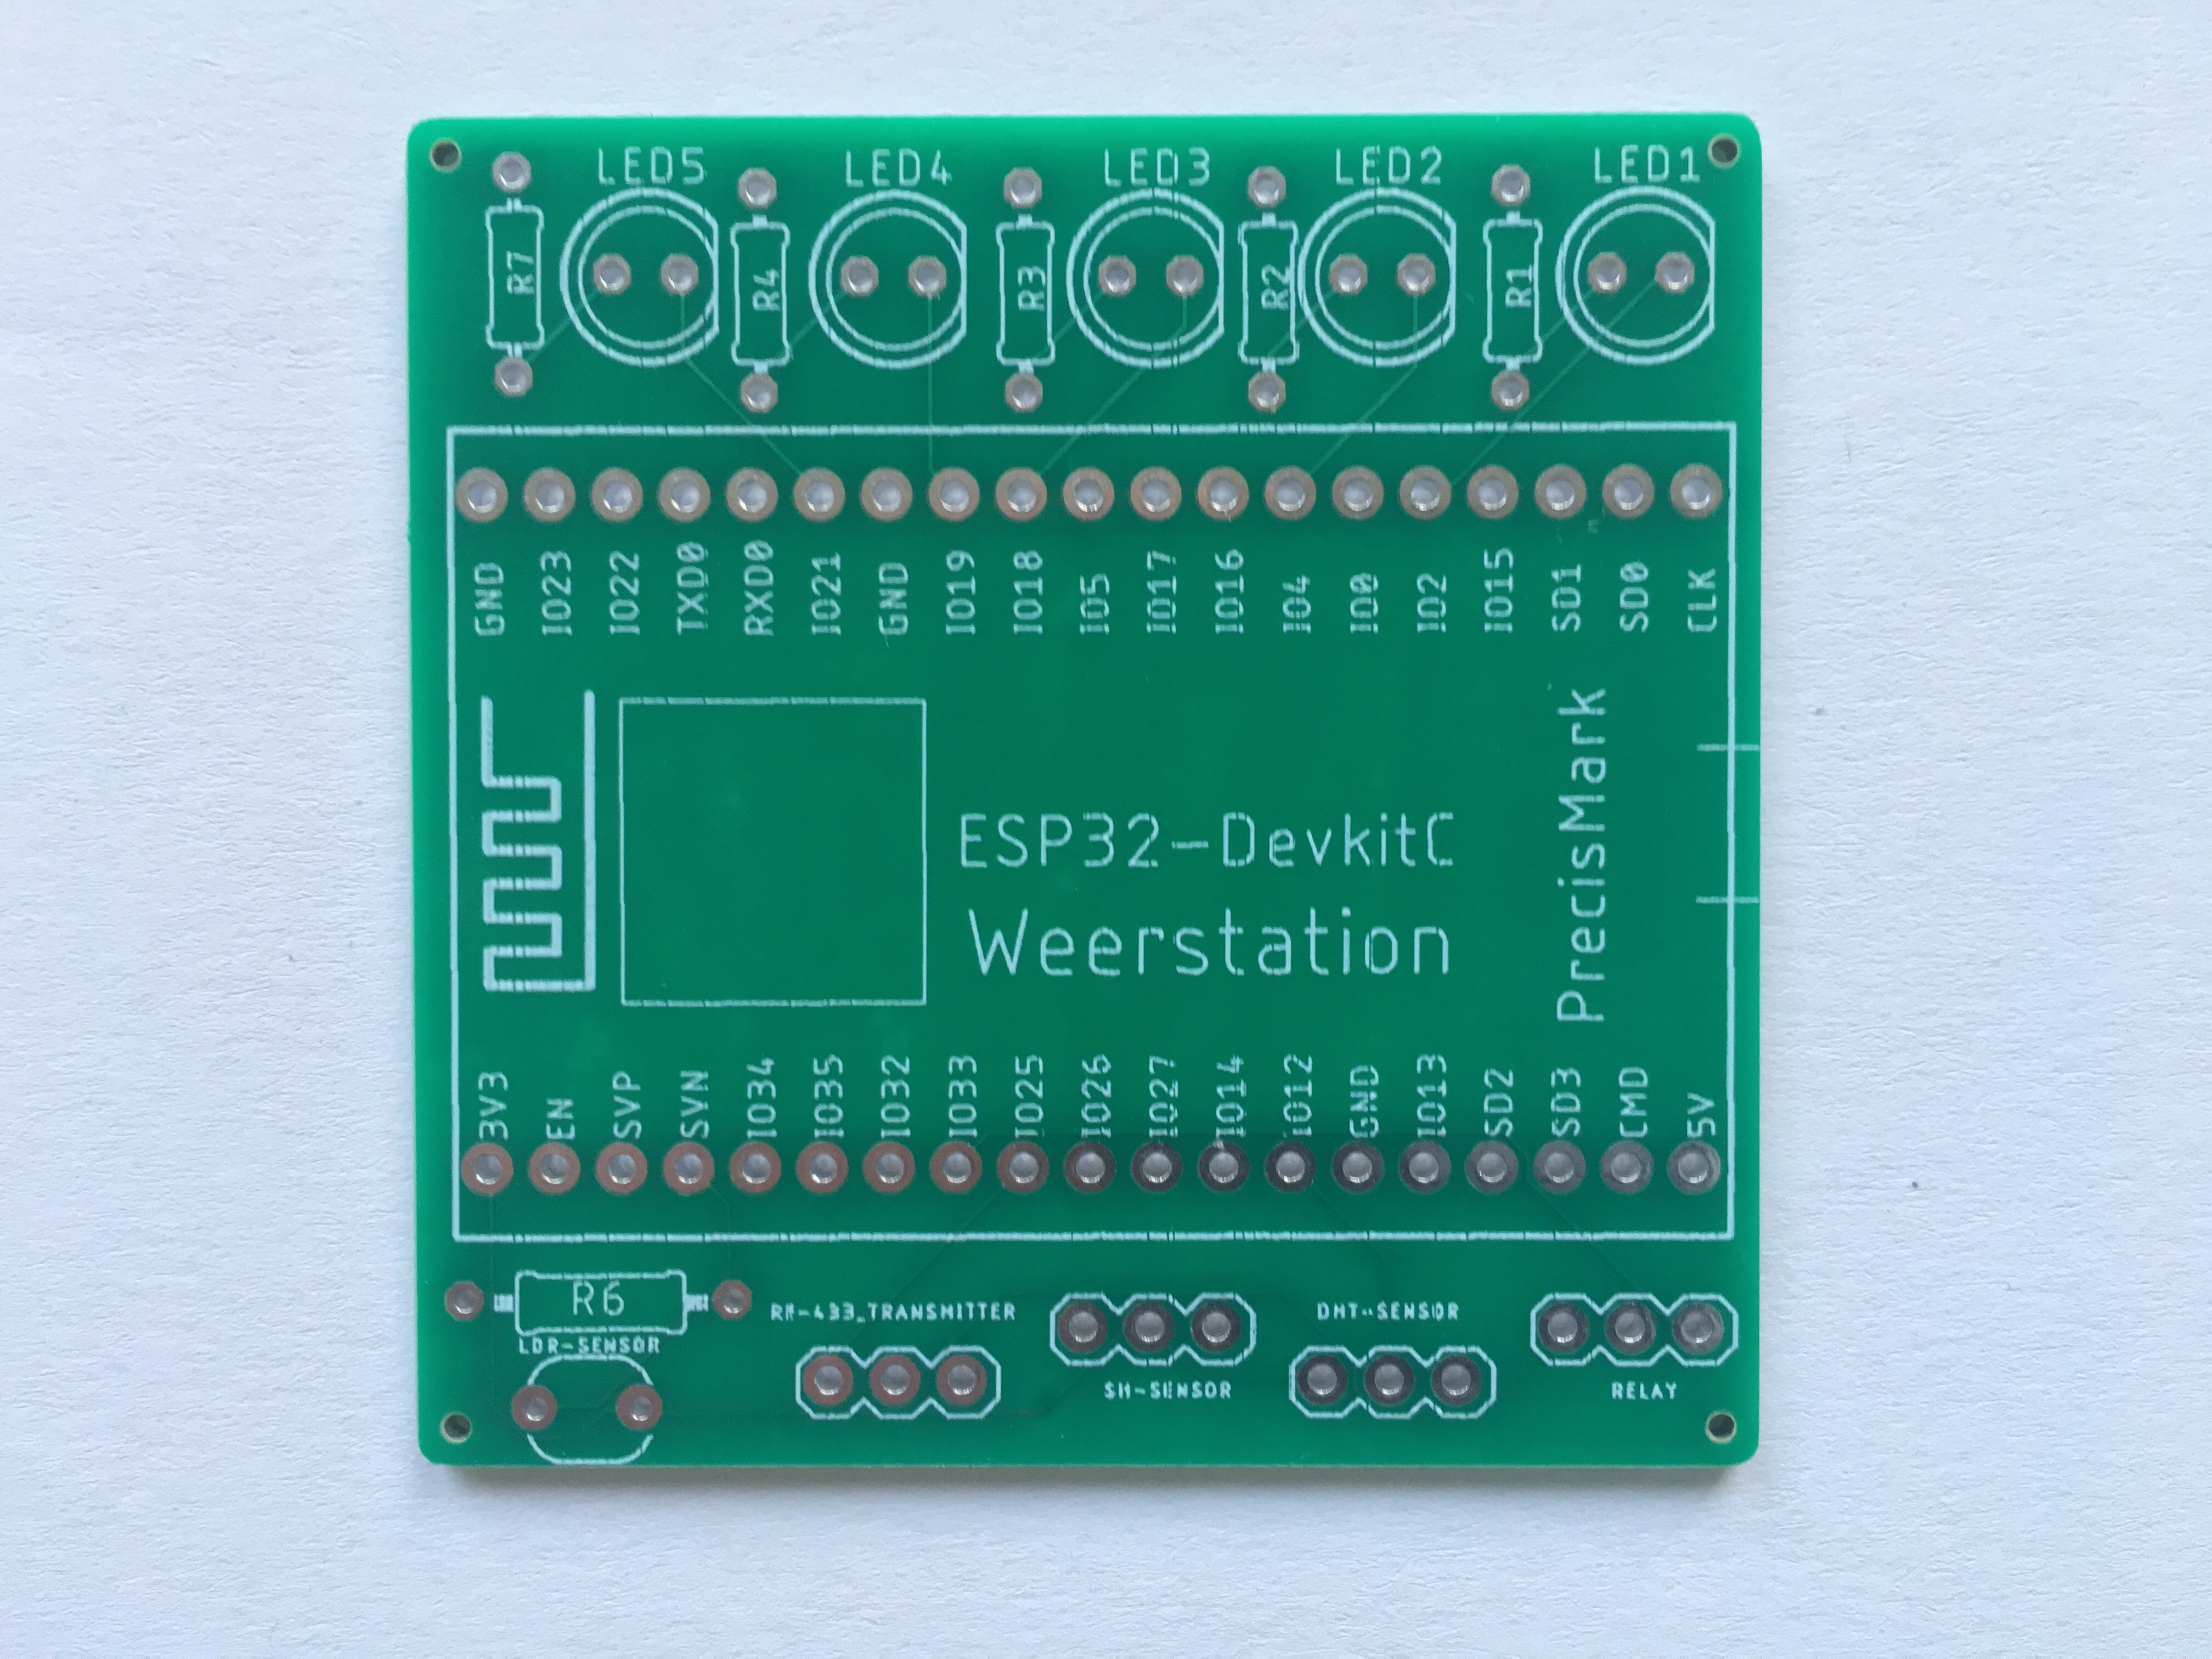 LED5 LED4 LED3 LED2 LED1
R7 R4 R3 R2 R1
GND IO23 IO22 TXD0 RXD0 IO21 GND IO19 IO18 IO5 IO17 IO16 IO4 IO0 IO2 IO15 SD1 SD0 CLK
ESP32-DevkitC
Weerstation
PrecisMark
3V3 EN SVP SVN IO34 IO35 IO32 IO33 IO25 IO26 IO27 IO14 IO12 GND IO13 SD2 SD3 CMD 5V
R6
LDR-SENSOR
RF-433_TRANSMITTER
SM-SENSOR
DHT-SENSOR
RELAY